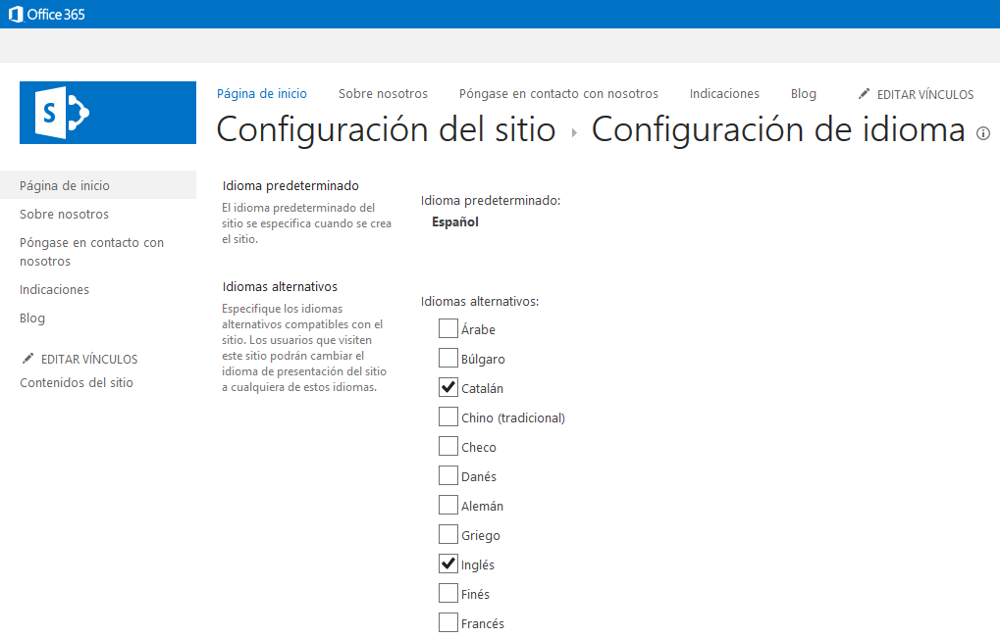 Office 365
S
Página de inicio Sobre nosotros Póngase en contacto con nosotros Indicaciones Blog EDITAR VÍNCULOS
Configuración del sitio ▸ Configuración de idioma
Página de inicio
Sobre nosotros
Póngase en contacto con
nosotros
Indicaciones
Blog
EDITAR VÍNCULOS
Contenidos del sitio
Idioma predeterminado
El idioma predeterminado del
sitio se especifica cuando se crea
el sitio.
Idioma predeterminado:
Español
Idiomas alternativos
Especifique los idiomas
alternativos compatibles con el
sitio. Los usuarios que visiten
este sitio podrán cambiar el
idioma de presentación del sitio
a cualquiera de estos idiomas.
Idiomas alternativos:
Árabe
Búlgaro
Catalán
Chino (tradicional)
Checo
Danés
Alemán
Griego
Inglés
Finés
Francés